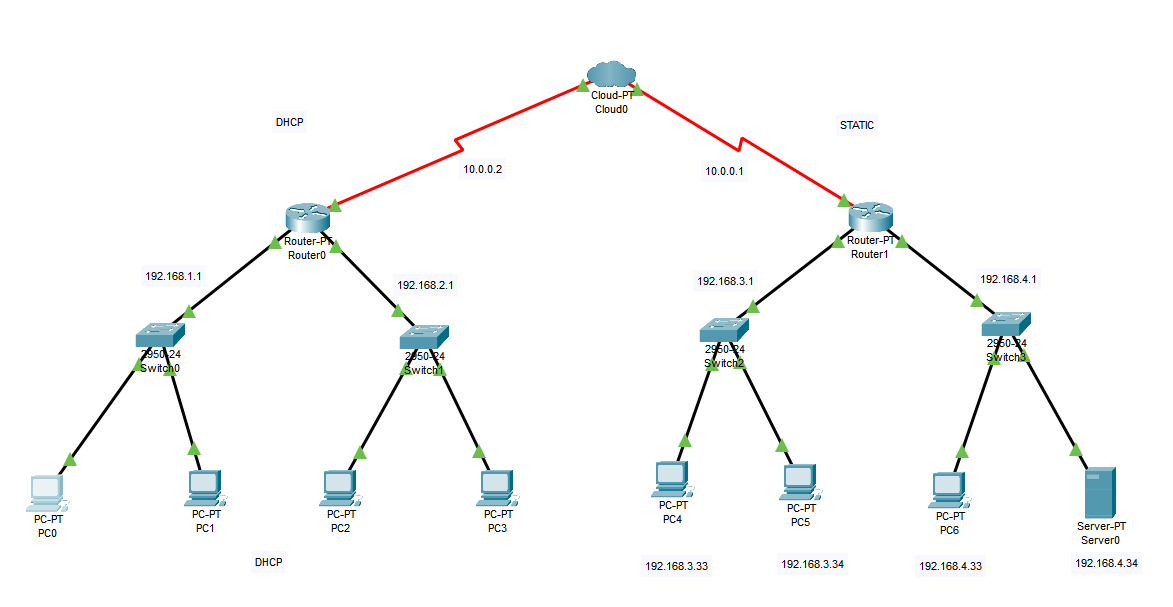 Cloud-PT
Cloud0
DHCP
STATIC
10.0.0.2
10.0.0.1
Router-PT
Router0
Router-PT
Router1
192.168.1.1
192.168.2.1
192.168.3.1
192.168.4.1
2950-24
Switch0
2950-24
Switch1
2950-24
Switch2
2950-24
Switch3
PC-PT
PC0
PC-PT
PC1
PC-PT
PC2
PC-PT
PC3
PC-PT
PC4
PC-PT
PC5
PC-PT
PC6
Server-PT
Server0
DHCP
192.168.3.33
192.168.3.34
192.168.4.33
192.168.4.34